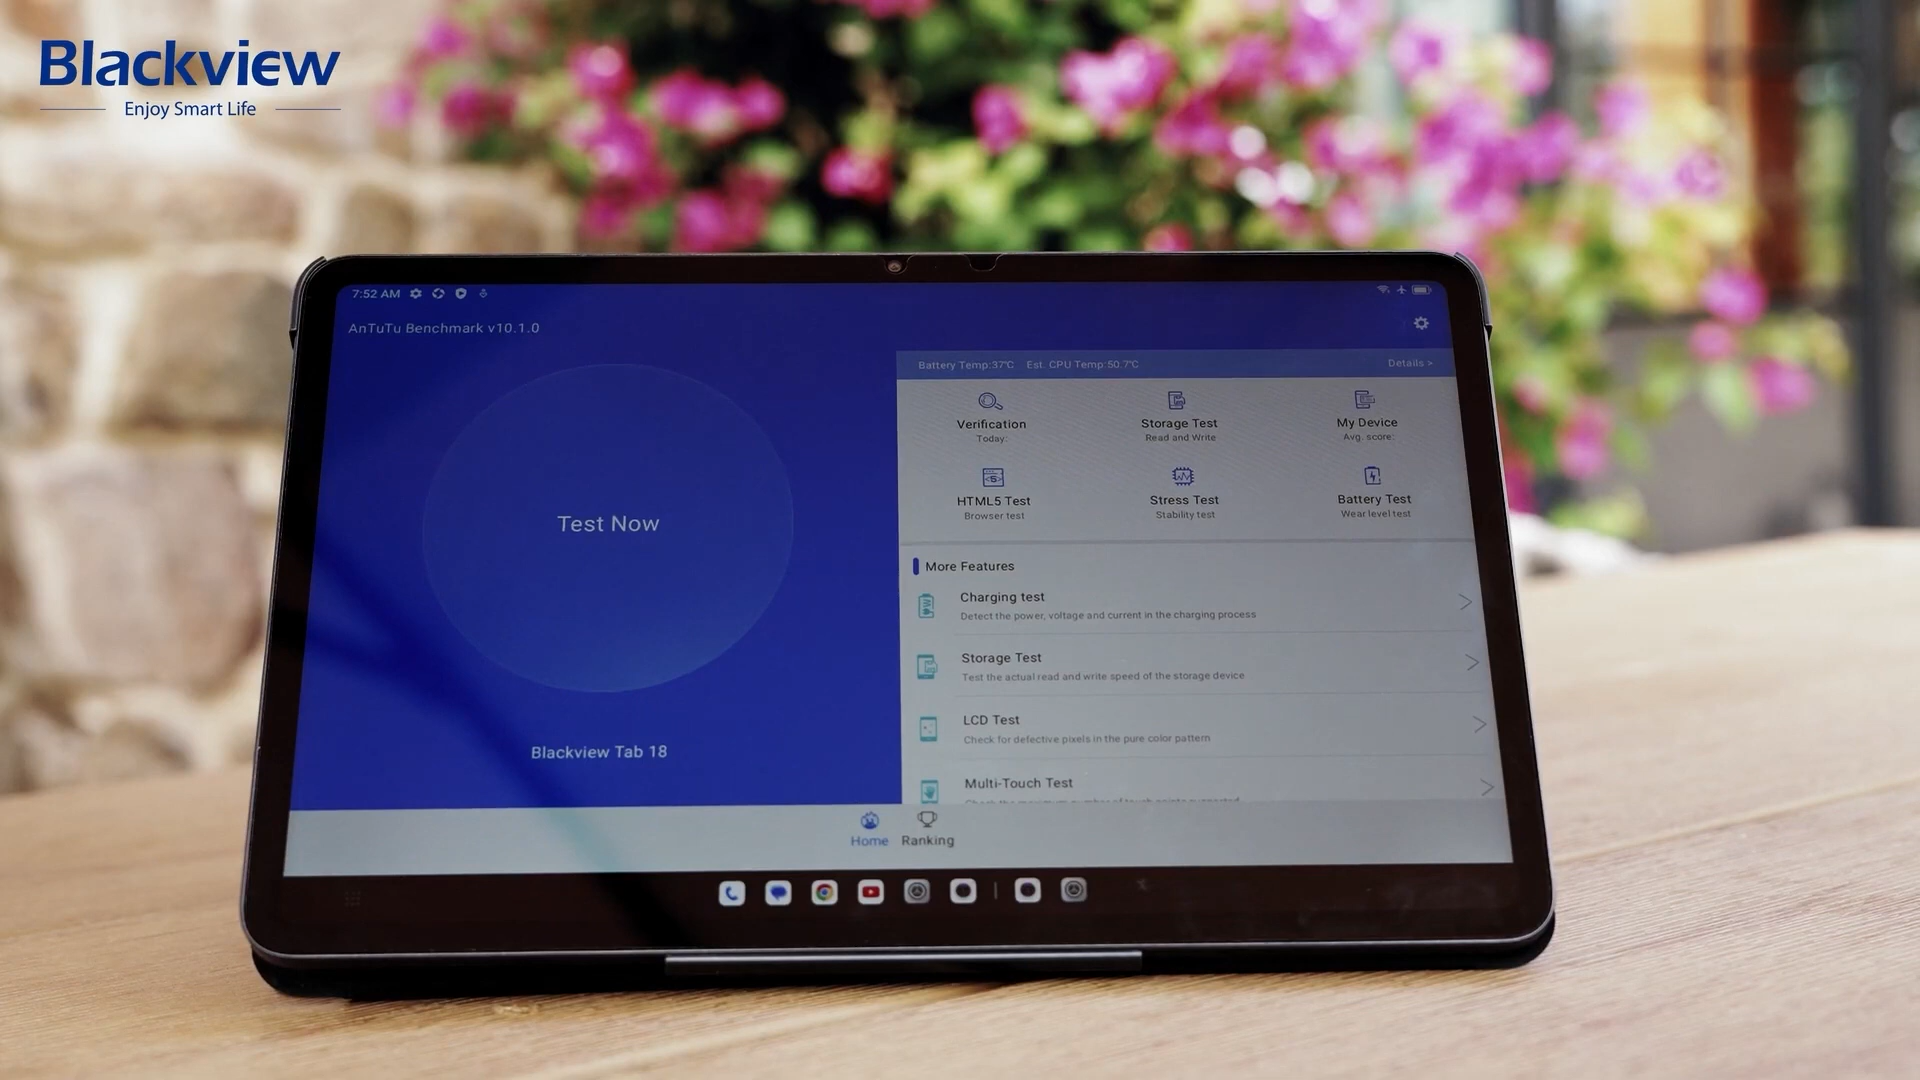 Blackview
Enjoy Smart Life
7:52 AM
AnTuTu Benchmark v10.1.0
Battery Temp:37℃ Est. CPU Temp:50.7℃ Details >
Verification
Today:
Storage Test
Read and Write
My Device
Avg. score:
HTML5 Test
Browser test
Stress Test
Stability test
Battery Test
Wear level test
Test Now
Blackview Tab 18
More Features
Charging test
Detect the power, voltage and current in the charging process
Storage Test
Test the actual read and write speed of the storage device
LCD Test
Check for defective pixels in the pure color pattern
Multi-Touch Test
Home
Ranking